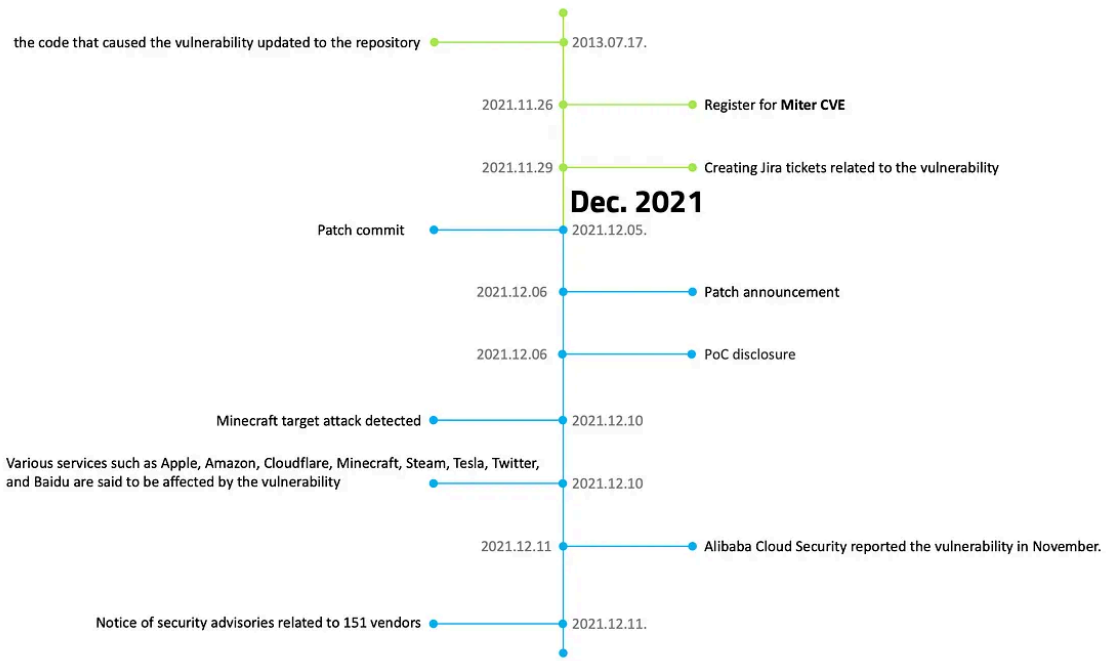 the code that caused the vulnerability updated to the repository
2013.07.17.
2021.11.26
Register for Miter CVE
2021.11.29
Creating Jira tickets related to the vulnerability
Dec. 2021
Patch commit
2021.12.05.
2021.12.06
Patch announcement
2021.12.06
PoC disclosure
Minecraft target attack detected
2021.12.10
Various services such as Apple, Amazon, Cloudflare, Minecraft, Steam, Tesla, Twitter,
and Baidu are said to be affected by the vulnerability
2021.12.10
2021.12.11
Alibaba Cloud Security reported the vulnerability in November.
Notice of security advisories related to 151 vendors
2021.12.11.